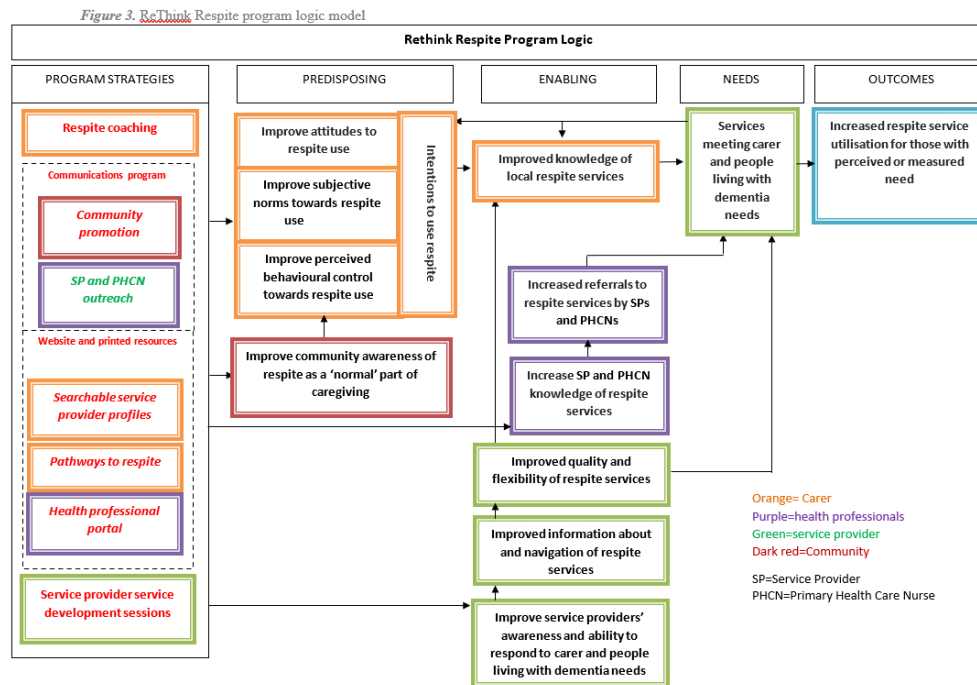 Figure 3. ReThink Respite program logic model
Rethink Respite Program Logic
PROGRAM STRATEGIES
PREDISPOSING
ENABLING
NEEDS
OUTCOMES
Respite coaching
Communications program
Community
promotion
SP and PHCN
outreach
Website and printed resources
Searchable service
provider profiles
Pathways to respite
Health professional
portal
Service provider service
development sessions
Improve attitudes to
respite use
Improve subjective
norms towards respite
use
Improve perceived
behavioural control
towards respite use
Intentions to use respite
Improve community awareness of
respite as a ‘normal’ part of
caregiving
Improved knowledge of
local respite services
Increased referrals to
respite services by SPs
and PHCNs
Increase SP and PHCN
knowledge of respite
services
Improved quality and
flexibility of respite services
Improved information about
and navigation of respite
services
Improve service providers’
awareness and ability to
respond to carer and people
living with dementia needs
Services
meeting carer
and people
living with
dementia
needs
Increased respite service
utilisation for those with
perceived or measured
need
Orange= Carer
Purple=health professionals
Green=service provider
Dark red=Community
SP=Service Provider
PHCN=Primary Health Care Nurse